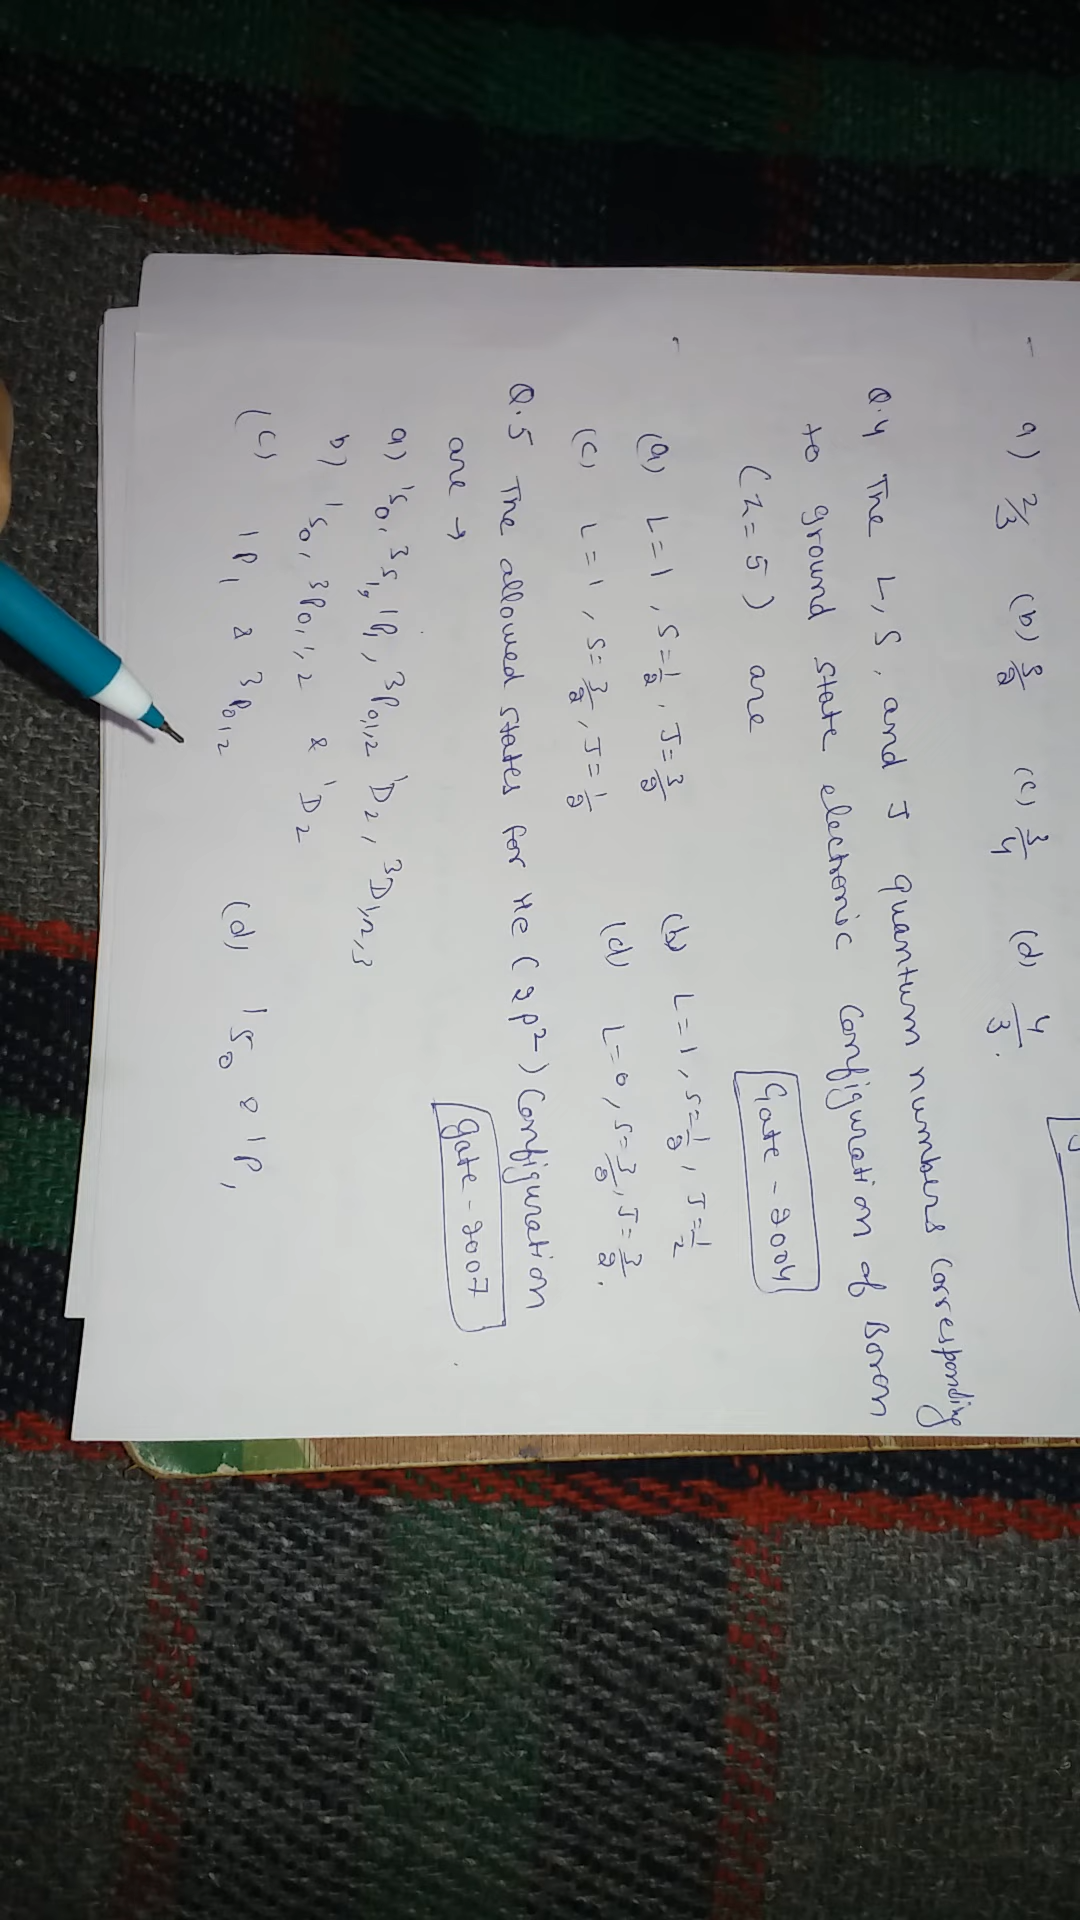 a) 2/3 (b) 3/2 (c) 3/4 (d) 4/3.
Q.4 The L, S, and J quantum numbers corresponding
to ground state electronic configuration of Boron
(Z = 5) are
Gate - 2004
(a) L=1, S=1/2, J=3/2 (b) L=1, S=1/2, J=1/2
(c) L=1, S=3/2, J=1/2 (d) L=0, S=3/2, J=3/2.
Q.5 The allowed states for He (2p²) Configuration
are →
Gate - 2007
a) ¹S₀, ³S₁, ¹P₁, ³P₀,₁,₂ ¹D₂, ³D₁,₂,₃
b) ¹S₀, ³P₀,₁,₂ & ¹D₂
(c) ¹P₁ & ³P₀,₁,₂ (d) ¹S₀ & ¹P₁